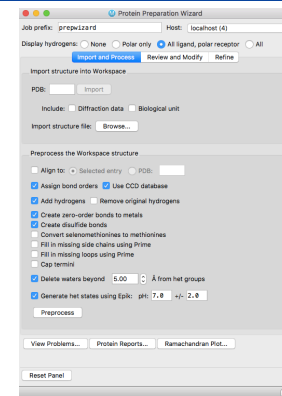 Protein Preparation Wizard
Job prefix: prepwizard Host: localhost (4)
Display hydrogens: None Polar only All ligand, polar receptor All
Import and Process Review and Modify Refine
Import structure into Workspace
PDB: Import
Include: Diffraction data Biological unit
Import structure file: Browse...
Preprocess the Workspace structure
Align to: Selected entry PDB:
Assign bond orders Use CCD database
Add hydrogens Remove original hydrogens
Create zero-order bonds to metals
Create disulfide bonds
Convert selenomethionines to methionines
Fill in missing side chains using Prime
Fill in missing loops using Prime
Cap termini
Delete waters beyond 5.00 Å from het groups
Generate het states using Epik: pH: 7.0 +/- 2.0
Preprocess
View Problems... Protein Reports... Ramachandran Plot...
Reset Panel